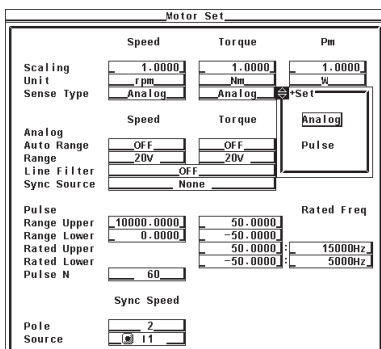 Motor Set
Speed Torque Pm
Scaling 1.0000 1.0000 1.0000
Unit rpm Nm W
Sense Type Analog Analog +Set
Analog
Pulse
Speed Torque
Analog
Auto Range OFF OFF
Range 20V 20V
Line Filter OFF
Sync Source None
Pulse Rated Freq
Range Upper 10000.0000 50.0000
Range Lower 0.0000 -50.0000
Rated Upper 50.0000 : 15000Hz
Rated Lower -50.0000 : 5000Hz
Pulse N 60
Sync Speed
Pole 2
Source I1